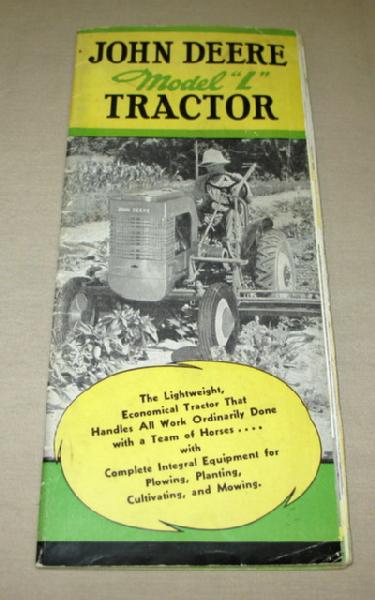 JOHN DEERE
Model "L"
TRACTOR
JOHN DEERE
The Lightweight,
Economical Tractor That
Handles All Work Ordinarily Done
with a Team of Horses . . . .
with
Complete Integral Equipment for
Plowing, Planting,
Cultivating, and Mowing.